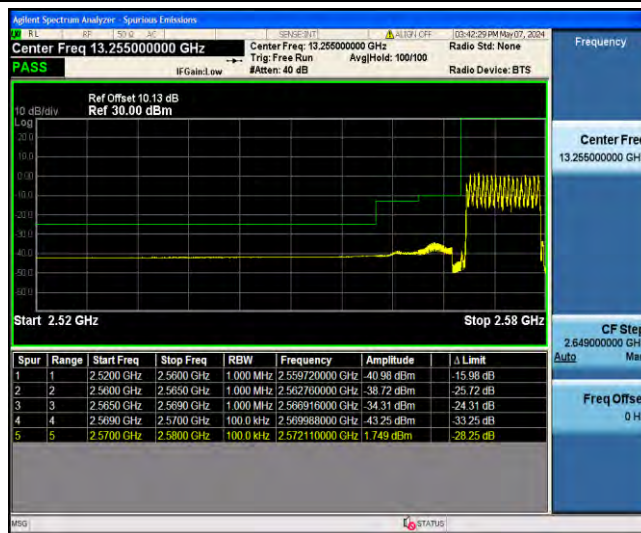 Agilent Spectrum Analyzer - Spurious Emissions
RL RF 50 Ω AC SENSE:INT ALIGN OFF 03:42:29 PM May 07, 2024
Center Freq 13.255000000 GHz Center Freq: 13.255000000 GHz Radio Std: None Frequency
Trig: Free Run Avg|Hold: 100/100
PASS IFGain:Low #Atten: 40 dB Radio Device: BTS
Ref Offset 10.13 dB
10 dB/div Ref 30.00 dBm
Log
20.0
10.0
0.00
-10.0
-20.0
-30.0
-40.0
-50.0
-60.0
Start 2.52 GHz Stop 2.58 GHz
Center Freq
13.255000000 GH
CF Step
2.649000000 GH
Auto Ma
Freq Offse
0 H
Spur Range Start Freq Stop Freq RBW Frequency Amplitude Δ Limit
1 1 2.5200 GHz 2.5600 GHz 1.000 MHz 2.559720000 GHz -40.98 dBm -15.98 dB
2 2 2.5600 GHz 2.5650 GHz 1.000 MHz 2.562760000 GHz -38.72 dBm -25.72 dB
3 3 2.5650 GHz 2.5690 GHz 1.000 MHz 2.566916000 GHz -34.31 dBm -24.31 dB
4 4 2.5690 GHz 2.5700 GHz 100.0 kHz 2.569988000 GHz -43.25 dBm -33.25 dB
5 5 2.5700 GHz 2.5800 GHz 100.0 kHz 2.572110000 GHz 1.749 dBm -28.25 dB
MSG STATUS